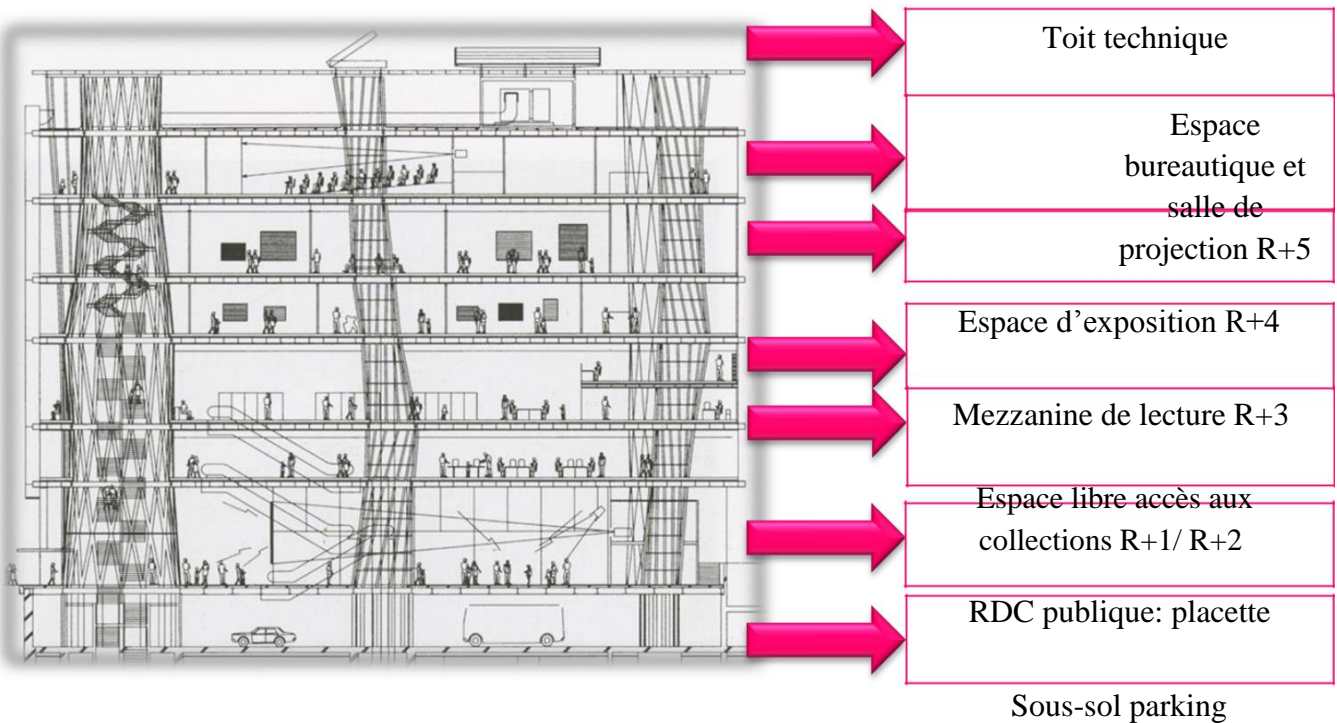 Toit technique
Espace
bureautique et
salle de
projection R+5
Espace d’exposition R+4
Mezzanine de lecture R+3
Espace libre accès aux
collections R+1/ R+2
RDC publique: placette
Sous-sol parking